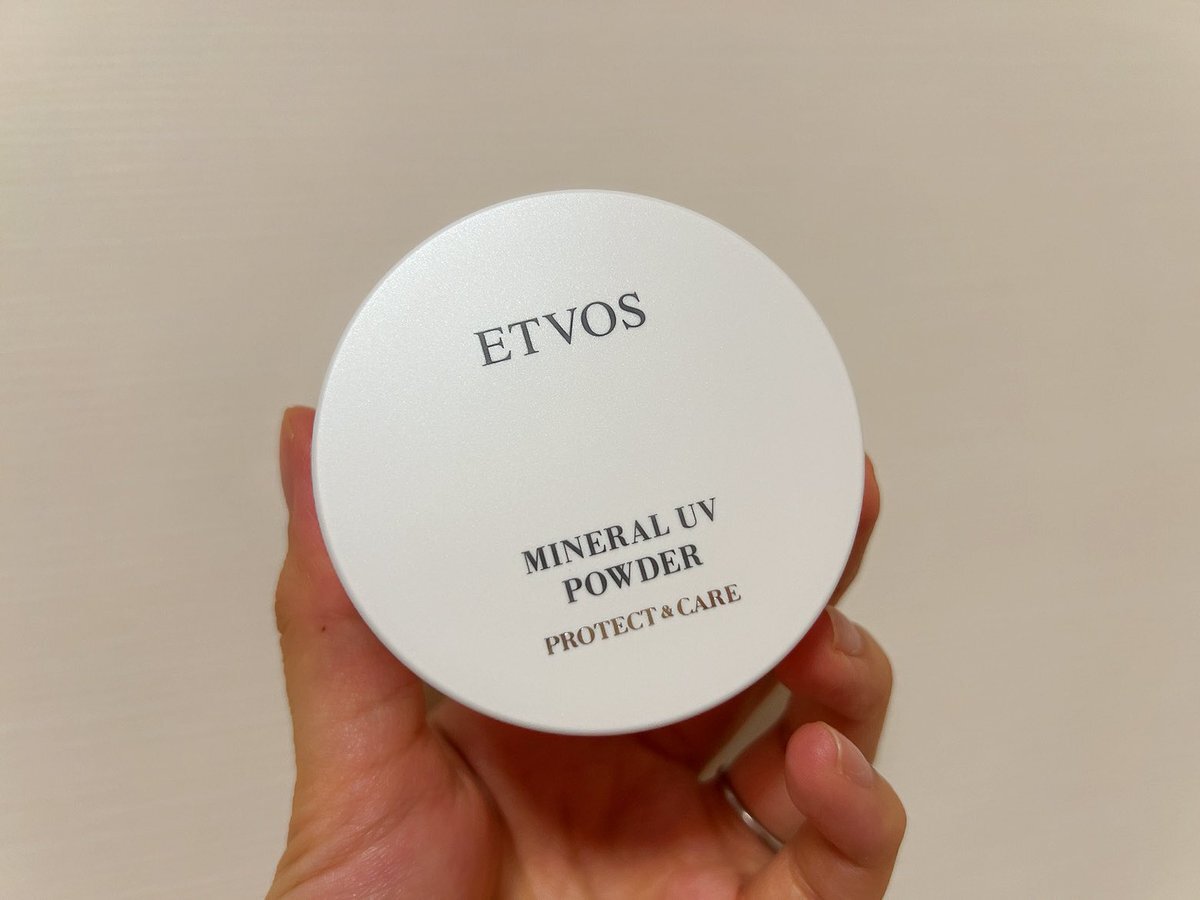 ETVOS
MINERAL UV
POWDER
PROTECT & CARE